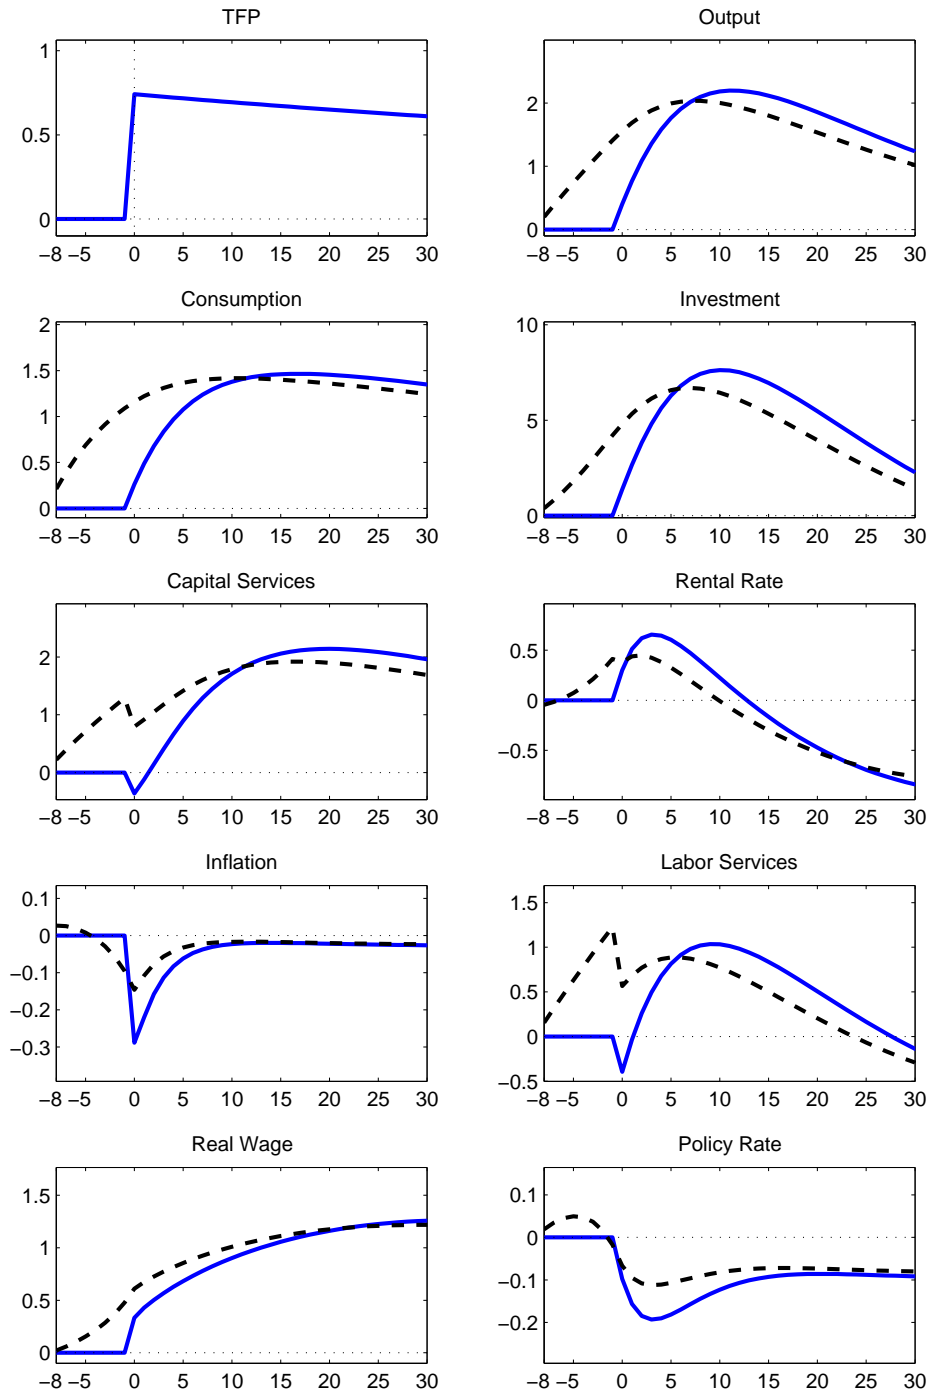 TFP
1
0.5
0
−8 −5 0 5 10 15 20 25 30
Output
2
1
0
−8 −5 0 5 10 15 20 25 30
Consumption
2
1.5
1
0.5
0
−8 −5 0 5 10 15 20 25 30
Investment
10
5
0
−8 −5 0 5 10 15 20 25 30
Capital Services
2
1
0
−8 −5 0 5 10 15 20 25 30
Rental Rate
0.5
0
−0.5
−8 −5 0 5 10 15 20 25 30
Inflation
0.1
0
−0.1
−0.2
−0.3
−8 −5 0 5 10 15 20 25 30
Labor Services
1.5
1
0.5
0
−0.5
−8 −5 0 5 10 15 20 25 30
Real Wage
1.5
1
0.5
0
−8 −5 0 5 10 15 20 25 30
Policy Rate
0.1
0
−0.1
−0.2
−8 −5 0 5 10 15 20 25 30